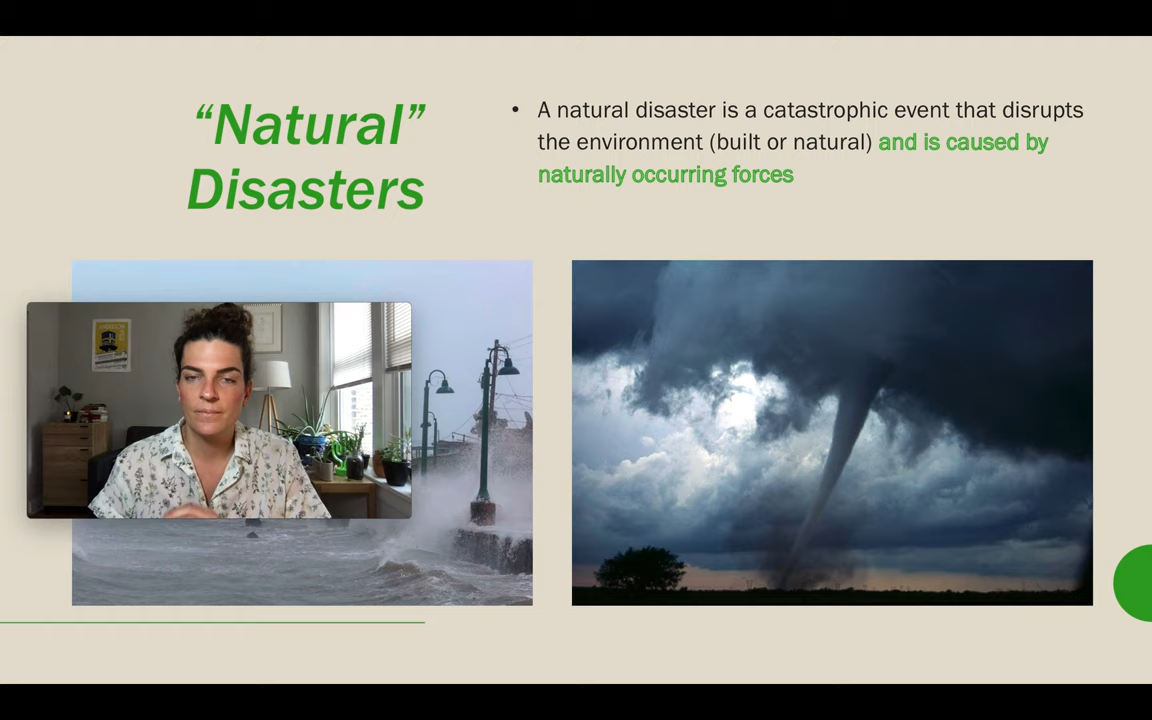 “Natural”
Disasters
• A natural disaster is a catastrophic event that disrupts
the environment (built or natural) and is caused by
naturally occurring forces